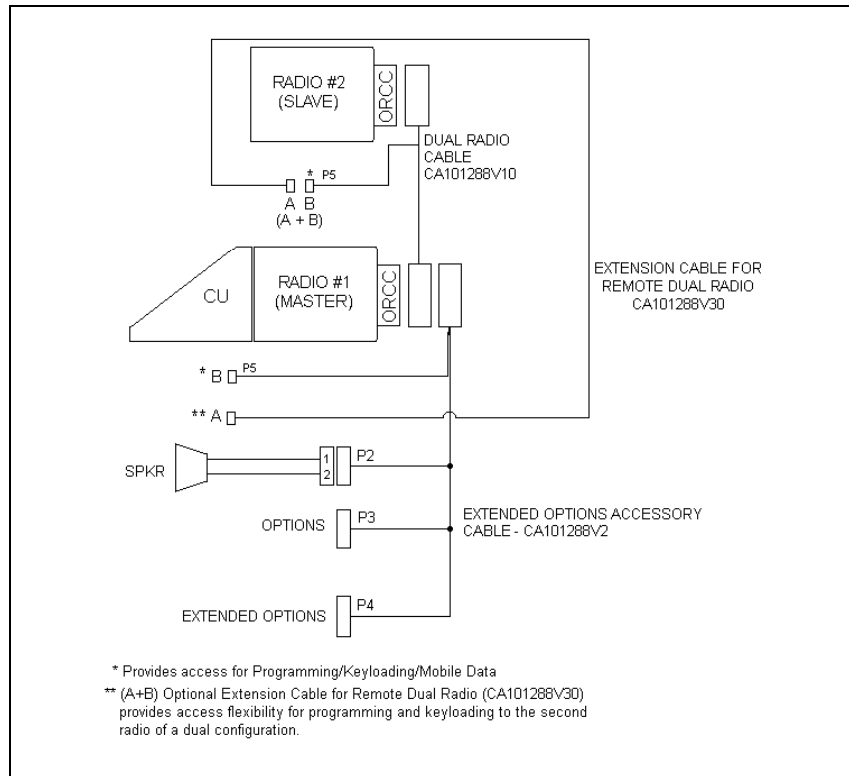 RADIO #2
(SLAVE)
ORCC
DUAL RADIO
CABLE
CA101288V10
* P5
A B
(A + B)
CU
RADIO #1
(MASTER)
ORCC
EXTENSION CABLE FOR
REMOTE DUAL RADIO
CA101288V30
* B P5
** A
SPKR
1
2
P2
OPTIONS
P3
EXTENDED OPTIONS ACCESSORY
CABLE - CA101288V2
EXTENDED OPTIONS
P4
* Provides access for Programming/Keyloading/Mobile Data
** (A+B) Optional Extension Cable for Remote Dual Radio (CA101288V30)
provides access flexibility for programming and keyloading to the second
radio of a dual configuration.